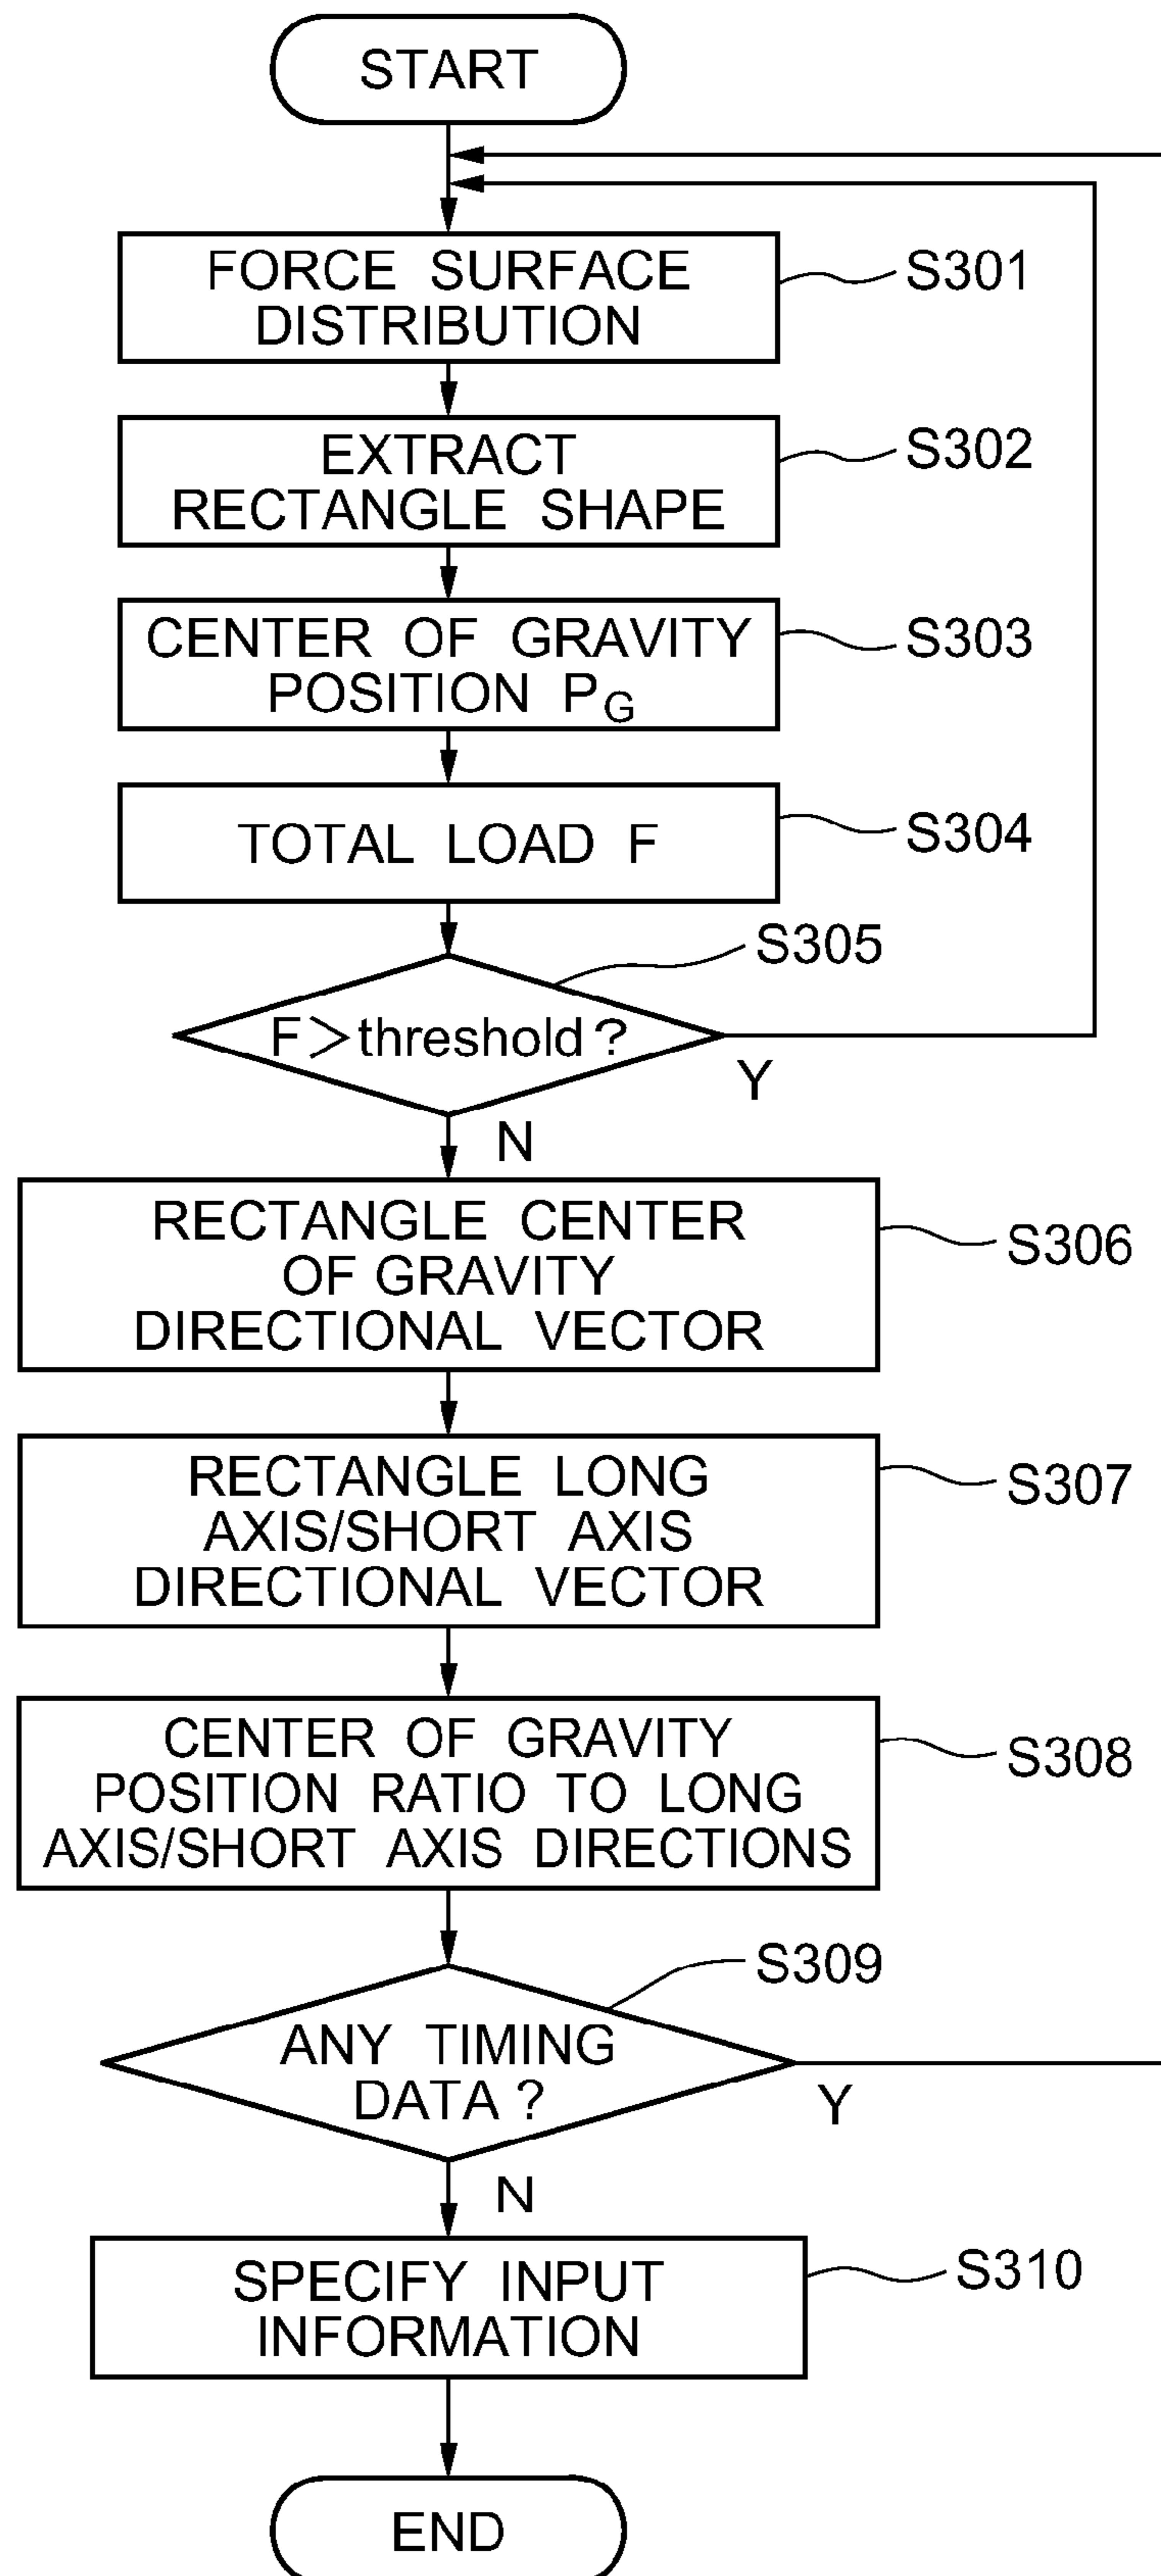 START
FORCE SURFACE
DISTRIBUTION
S301
EXTRACT
RECTANGLE SHAPE
S302
CENTER OF GRAVITY
POSITION PG
S303
TOTAL LOAD F
S304
S305
F>threshold?
Y
N
RECTANGLE CENTER
OF GRAVITY
DIRECTIONAL VECTOR
S306
RECTANGLE LONG
AXIS/SHORT AXIS
DIRECTIONAL VECTOR
S307
CENTER OF GRAVITY
POSITION RATIO TO LONG
AXIS/SHORT AXIS DIRECTIONS
S308
S309
ANY TIMING
DATA?
Y
N
SPECIFY INPUT
INFORMATION
S310
END